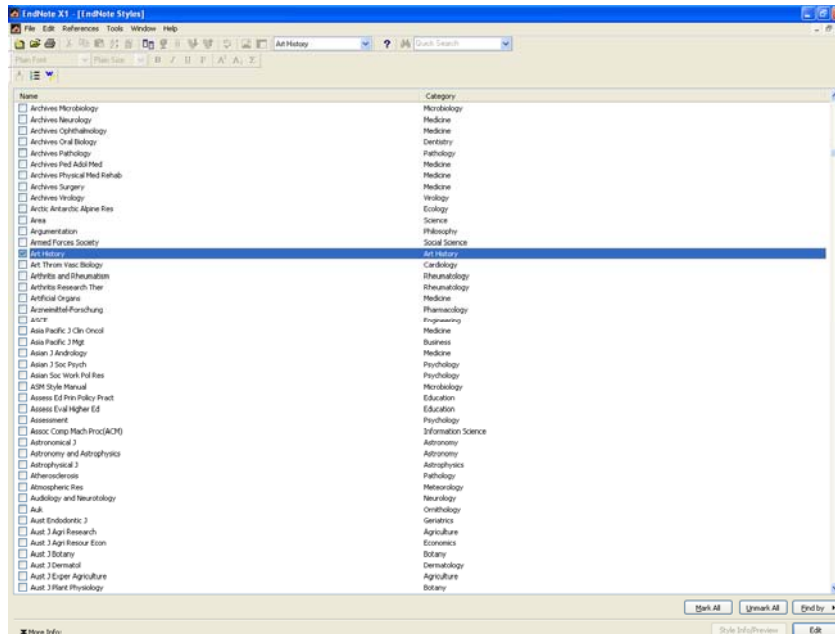 EndNote X1 - [EndNote Styles]
File Edit References Tools Window Help
Art History ? Quick Search
Plain Font Plain Size B I U P A¹ A₁ Σ
Name Category
Archives Microbiology Microbiology
Archives Neurology Medicine
Archives Ophthalmology Medicine
Archives Oral Biology Dentistry
Archives Pathology Pathology
Archives Ped Adol Med Medicine
Archives Physical Med Rehab Medicine
Archives Surgery Medicine
Archives Virology Virology
Arctic Antarctic Alpine Res Ecology
Area Science
Argumentation Philosophy
Armed Forces Society Social Science
Art History Art History
Art Throm Vasc Biology Cardiology
Arthritis and Rheumatism Rheumatology
Arthritis Research Ther Rheumatology
Artificial Organs Medicine
Arzneimittel-Forschung Pharmacology
ASCE Engineering
Asia Pacific J Clin Oncol Medicine
Asia Pacific J Mgt Business
Asian J Andrology Medicine
Asian J Soc Psych Psychology
Asian Soc Work Pol Res Psychology
ASM Style Manual Microbiology
Assess Ed Prin Policy Pract Education
Assess Eval Higher Ed Education
Assessment Psychology
Assoc Comp Mach Proc(ACM) Information Science
Astronomical J Astronomy
Astronomy and Astrophysics Astronomy
Astrophysical J Astrophysics
Atherosclerosis Pathology
Atmospheric Res Meteorology
Audiology and Neurotology Neurology
Auk Ornithology
Aust Endodontic J Geriatrics
Aust J Agri Research Agriculture
Aust J Agri Resour Econ Economics
Aust J Botany Botany
Aust J Dermatol Dermatology
Aust J Exper Agriculture Agriculture
Aust J Plant Physiology Botany
Mark All Unmark All Find by
More Info: Style Info/Preview Edit